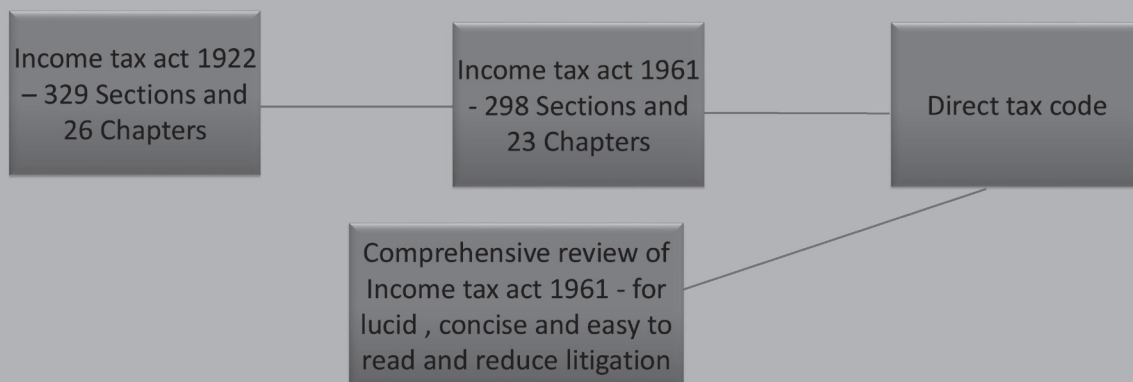 Income tax act 1922
– 329 Sections and
26 Chapters
Income tax act 1961
- 298 Sections and
23 Chapters
Direct tax code
Comprehensive review of
Income tax act 1961 - for
lucid , concise and easy to
read and reduce litigation